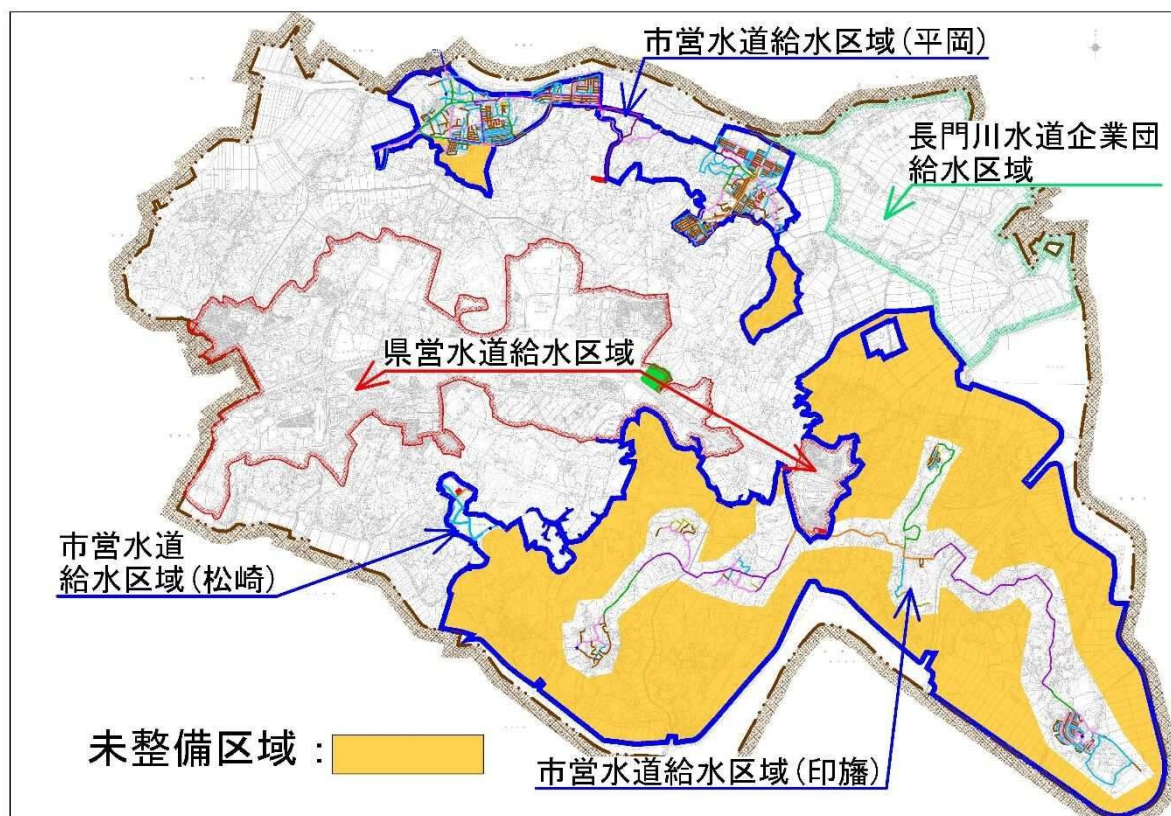 市営水道給水区域(平岡)
長門川水道企業団
給水区域
県営水道給水区域
市営水道
給水区域(松崎)
未整備区域:
市営水道給水区域(印旛)